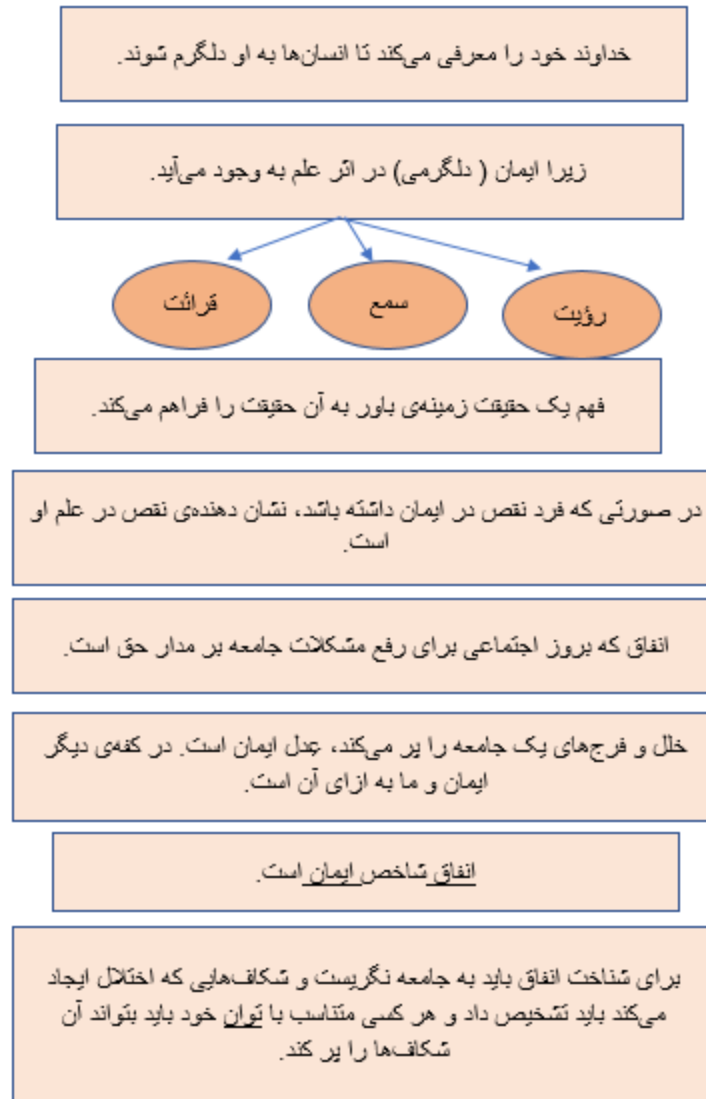 خداوند خود را معرفی می‌کند تا انسان‌ها به او دلگرم شوند.
زیرا ایمان ( دلگرمی) در اثر علم به وجود می‌آید.
رؤیت
سمع
قرائت
فهم یک حقیقت زمینه‌ی باور به آن حقیقت را فراهم می‌کند.
در صورتی که فرد نقص در ایمان داشته باشد، نشان دهنده‌ی نقص در علم او
است.
انفاق که بروز اجتماعی برای رفع مشکلات جامعه بر مدار حق است.
خلل و فرج‌های یک جامعه را پر می‌کند، عِدل ایمان است. در کفه‌ی دیگر
ایمان و ما به ازای آن است.
انفاق شاخص ایمان است.
برای شناخت انفاق باید به جامعه نگریست و شکاف‌هایی که اختلال ایجاد
می‌کند باید تشخیص داد و هر کسی متناسب با توان خود باید بتواند آن
شکاف‌ها را پر کند.